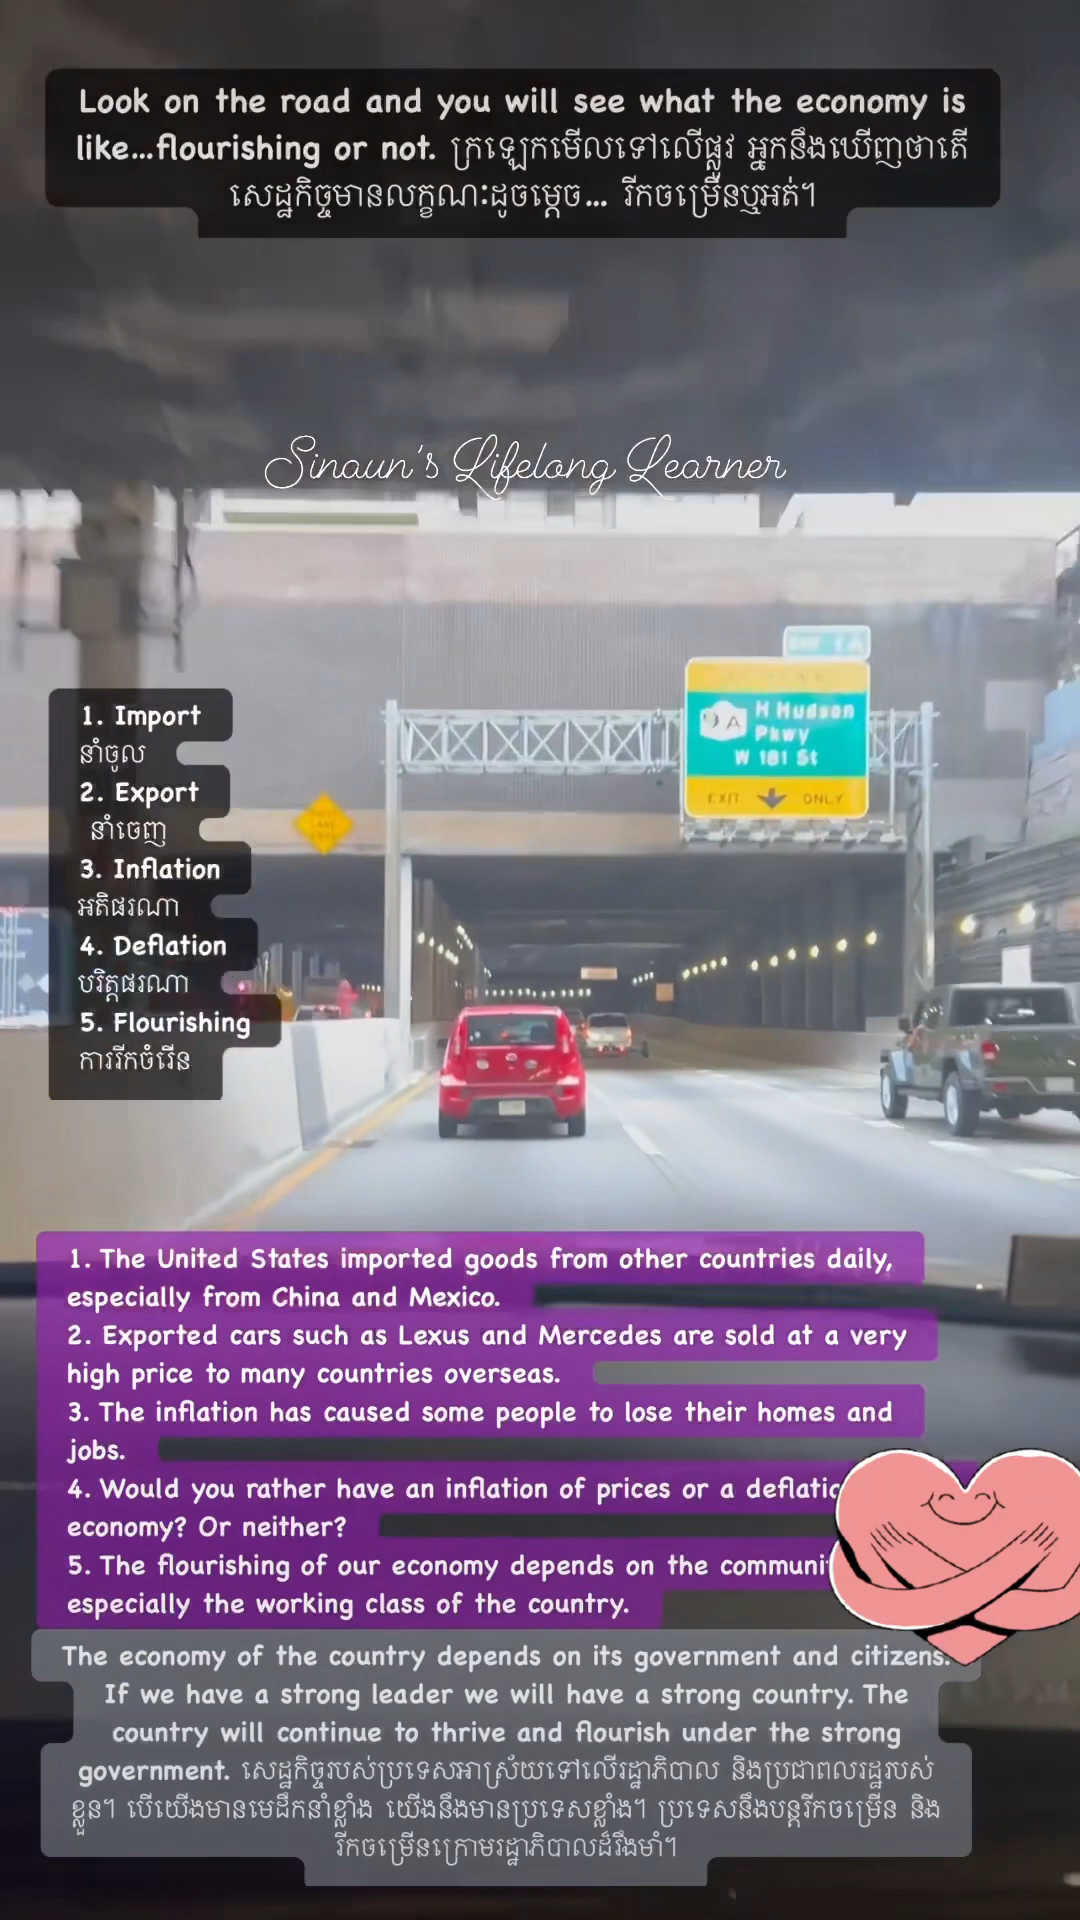 Look on the road and you will see what the economy is
like...flourishing or not. ក្រឡេកមើលទៅលើផ្លូវ អ្នកនឹងឃើញថាតើ
សេដ្ឋកិច្ចមានលក្ខណៈដូចម្តេច... រីកចម្រើនឬអត់។
Sinaun's Lifelong Learner
9A H Hudson
Pkwy
W 181 St
EXIT ONLY
1. Import
នាំចូល
2. Export
នាំចេញ
3. Inflation
អតិផរណា
4. Deflation
បរិត្តផរណា
5. Flourishing
ការរីកចំរើន
1. The United States imported goods from other countries daily,
especially from China and Mexico.
2. Exported cars such as Lexus and Mercedes are sold at a very
high price to many countries overseas.
3. The inflation has caused some people to lose their homes and
jobs.
4. Would you rather have an inflation of prices or a
economy? Or neither?
5. The flourishing of our economy depends on the
especially the working class of the country.
The economy of the country depends on its government and citizens.
If we have a strong leader we will have a strong country. The
country will continue to thrive and flourish under the strong
government. សេដ្ឋកិច្ចរបស់ប្រទេសអាស្រ័យទៅលើរដ្ឋាភិបាល និងប្រជាពលរដ្ឋរបស់
ខ្លួន។ បើយើងមានមេដឹកនាំខ្លាំង យើងនឹងមានប្រទេសខ្លាំង។ ប្រទេសនឹងបន្តរីកចម្រើន និង
រីកចម្រើនក្រោមរដ្ឋាភិបាលដ៏រឹងមាំ។